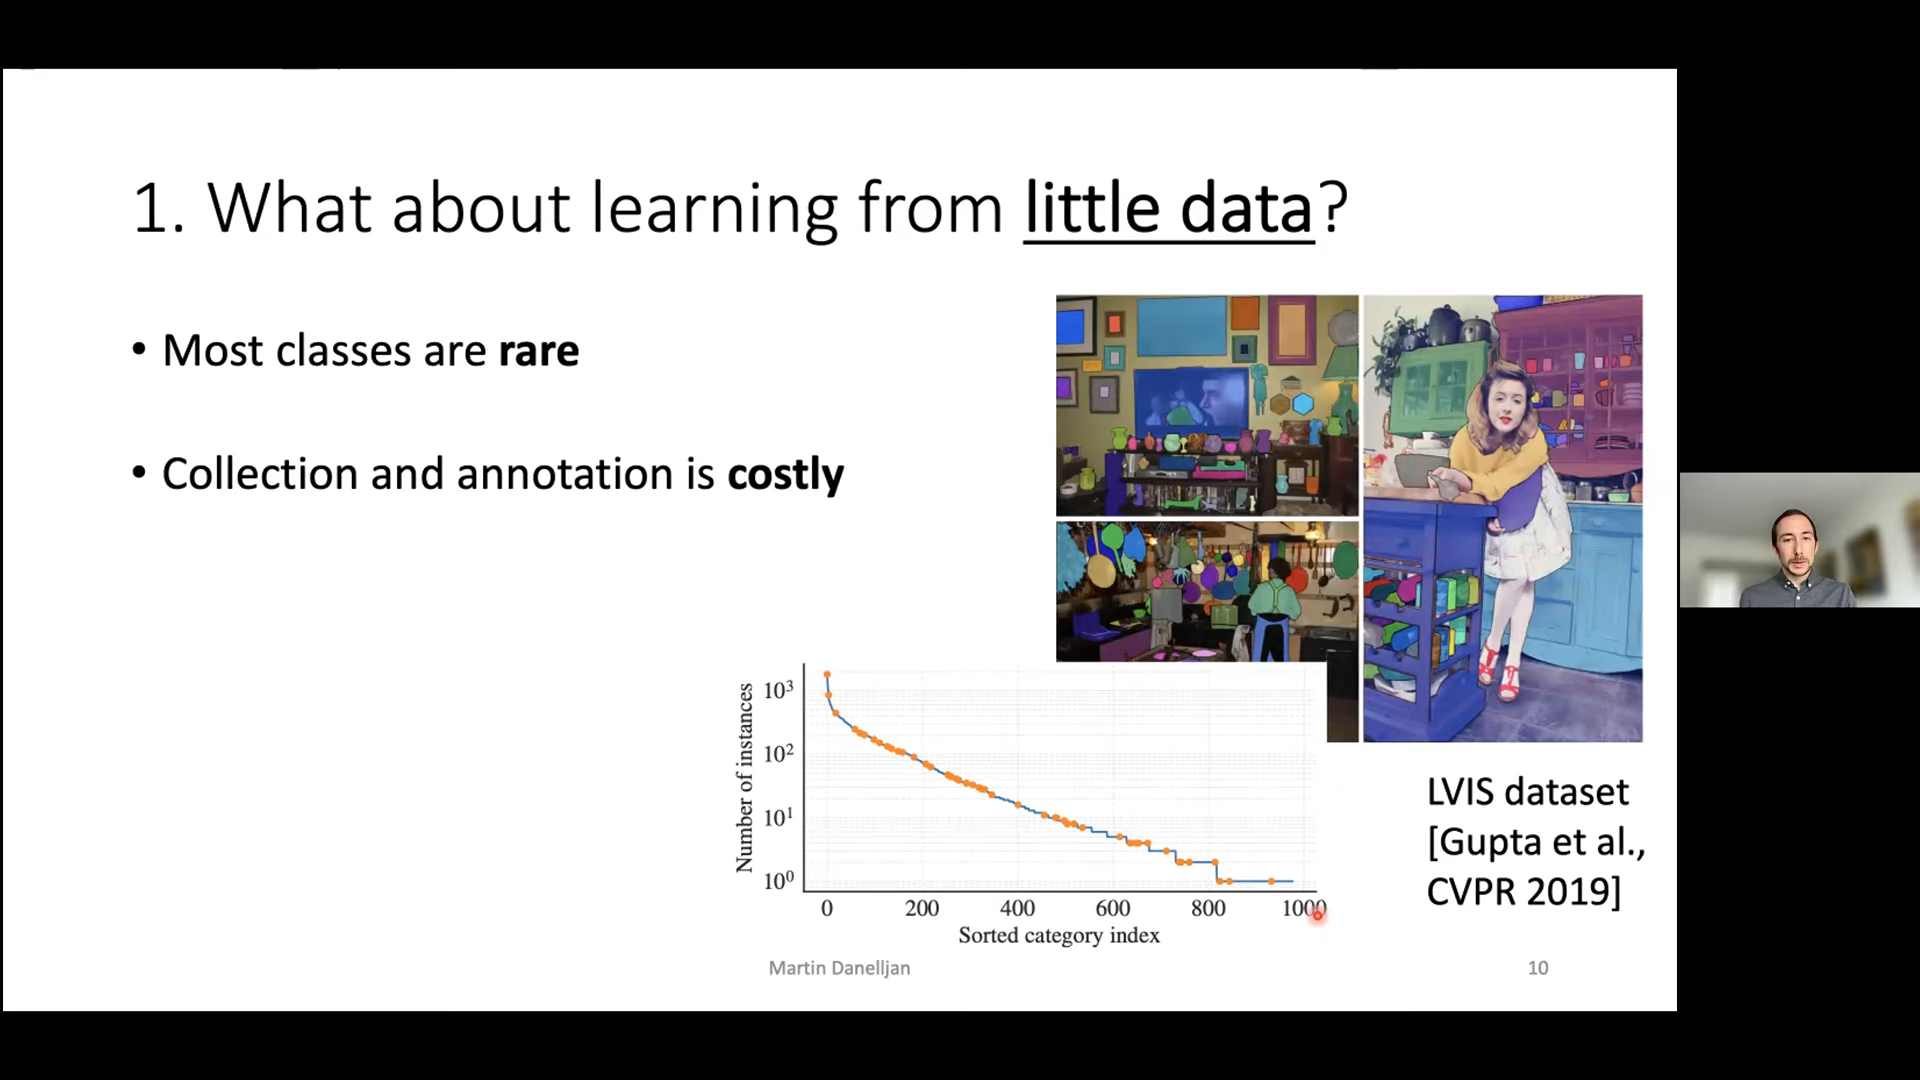 1. What about learning from little data?
• Most classes are rare
• Collection and annotation is costly
Number of instances
10³
10²
10¹
10⁰
0 200 400 600 800 1000
Sorted category index
LVIS dataset
[Gupta et al.,
CVPR 2019]
Martin Danelljan
10